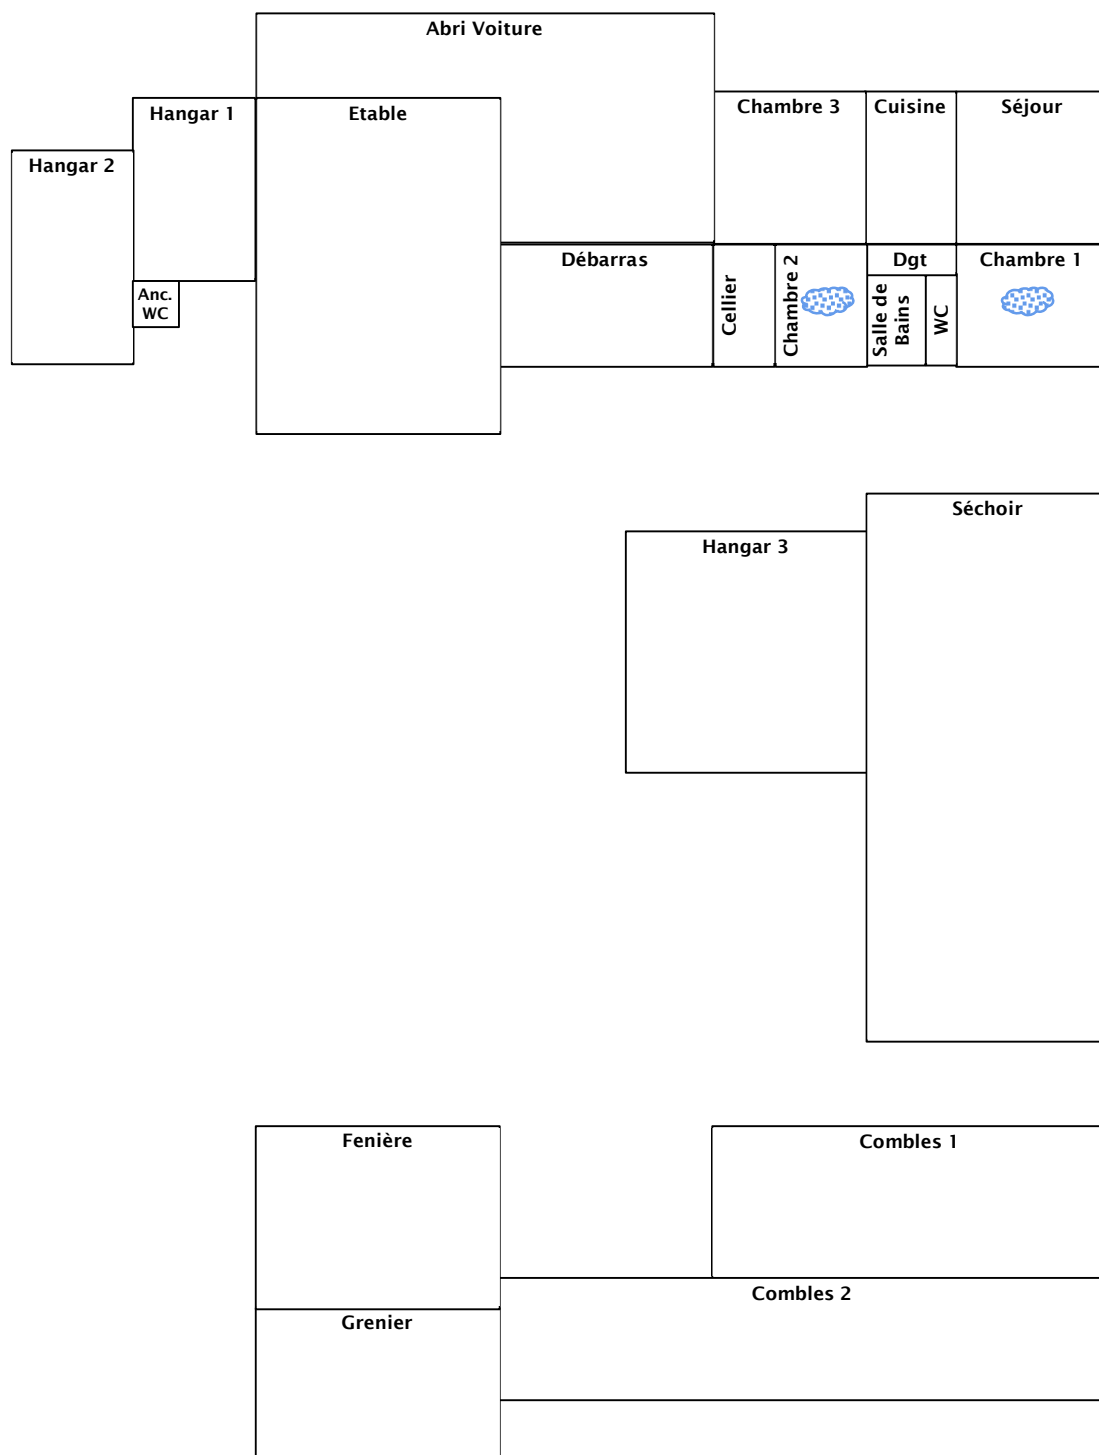 Abri Voiture
Hangar 1
Etable
Chambre 3
Cuisine
Séjour
Hangar 2
Débarras
Cellier
Chambre 2
Dgt
Chambre 1
Anc.
WC
Salle de
Bains
WC
Séchoir
Hangar 3
Fenière
Combles 1
Combles 2
Grenier